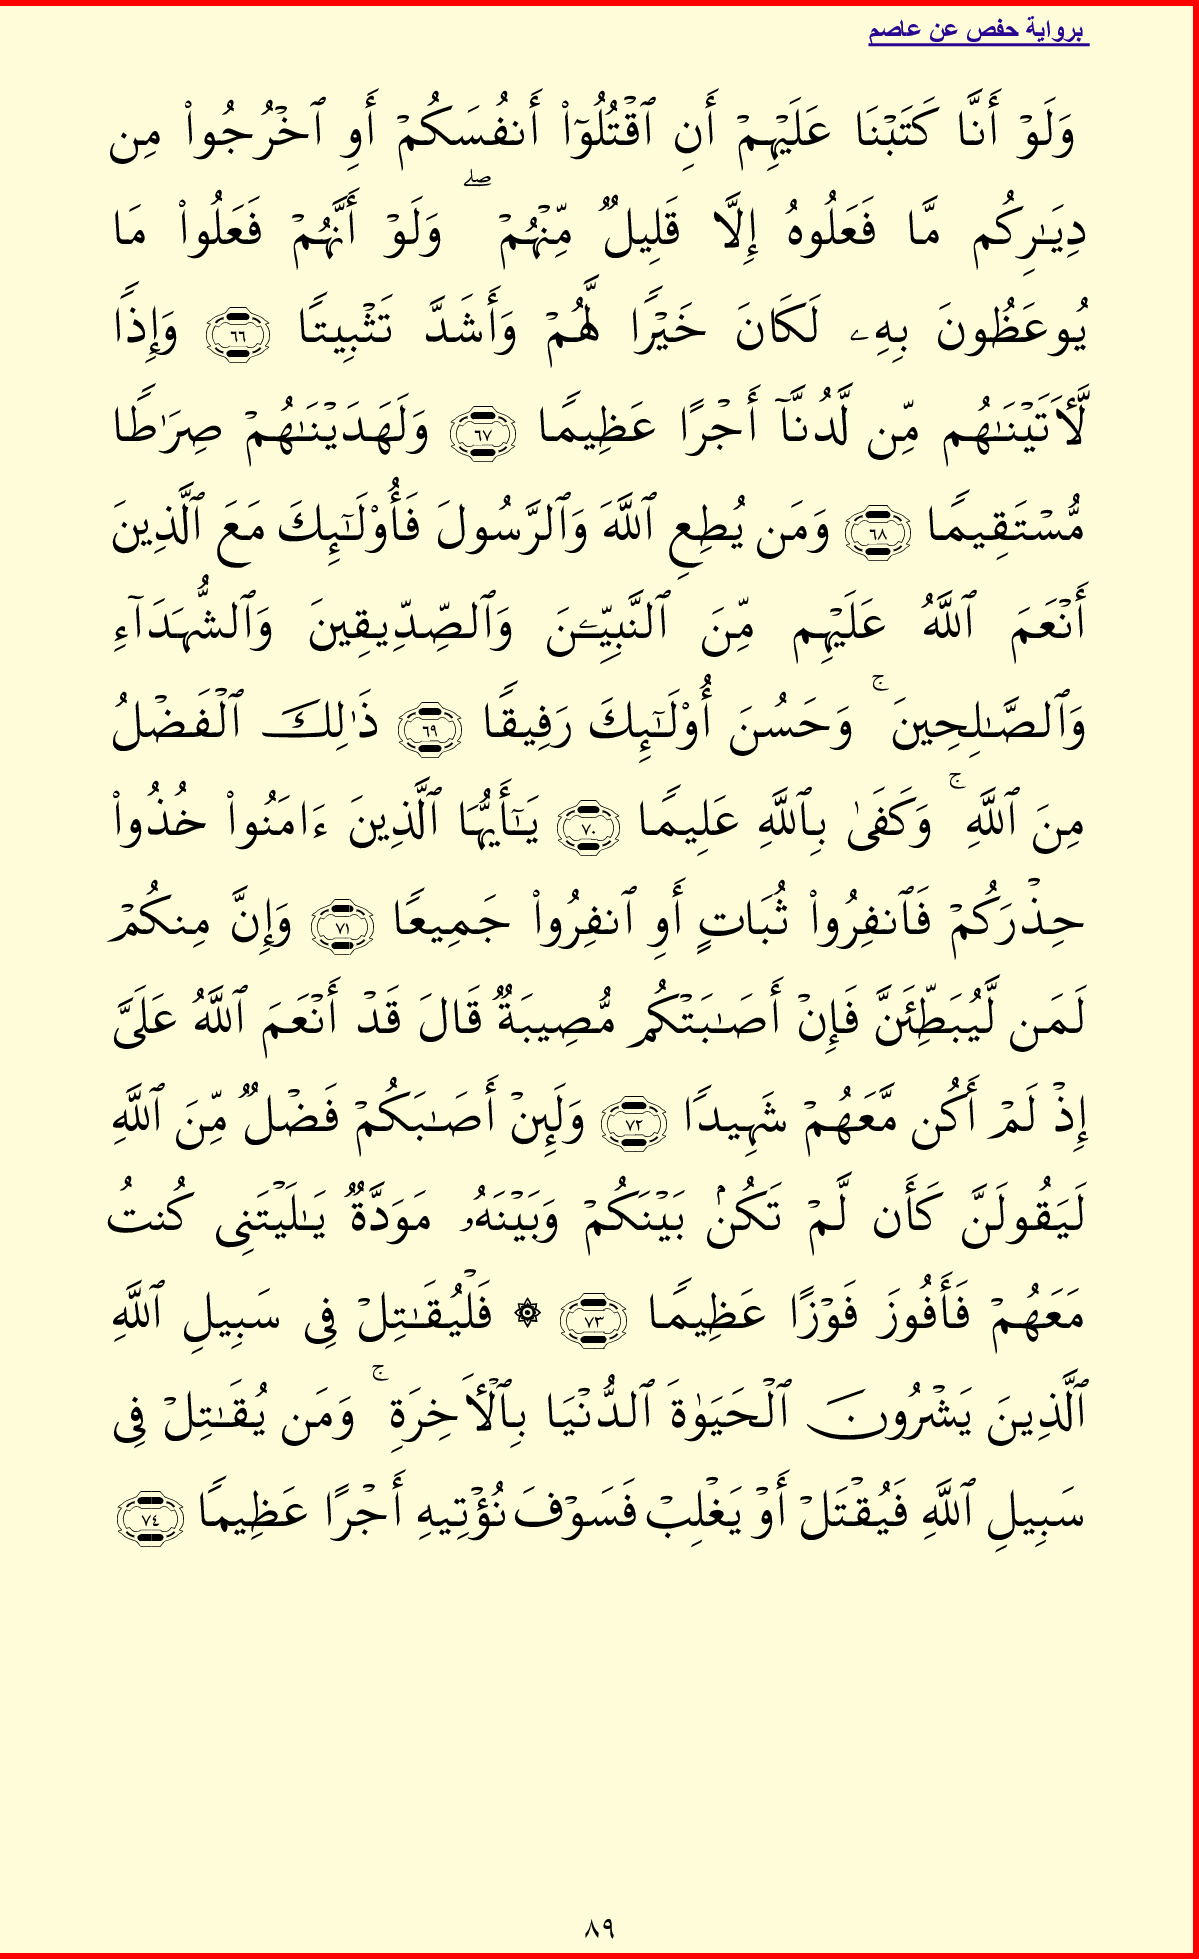 برواية حفص عن عاصم
وَلَوۡ أَنَّا كَتَبۡنَا عَلَيۡهِمۡ أَنِ ٱقۡتُلُوٓاْ أَنفُسَكُمۡ أَوِ ٱخۡرُجُواْ مِن
دِيَٰرِكُم مَّا فَعَلُوهُ إِلَّا قَلِيلٞ مِّنۡهُمۡۖ وَلَوۡ أَنَّهُمۡ فَعَلُواْ مَا
يُوعَظُونَ بِهِۦ لَكَانَ خَيۡرٗا لَّهُمۡ وَأَشَدَّ تَثۡبِيتٗا ٦٦ وَإِذٗا
لَّأٓتَيۡنَٰهُم مِّن لَّدُنَّآ أَجۡرًا عَظِيمٗا ٦٧ وَلَهَدَيۡنَٰهُمۡ صِرَٰطٗا
مُّسۡتَقِيمٗا ٦٨ وَمَن يُطِعِ ٱللَّهَ وَٱلرَّسُولَ فَأُوْلَٰٓئِكَ مَعَ ٱلَّذِينَ
أَنۡعَمَ ٱللَّهُ عَلَيۡهِم مِّنَ ٱلنَّبِيِّـۧنَ وَٱلصِّدِّيقِينَ وَٱلشُّهَدَآءِ
وَٱلصَّٰلِحِينَۚ وَحَسُنَ أُوْلَٰٓئِكَ رَفِيقٗا ٦٩ ذَٰلِكَ ٱلۡفَضۡلُ
مِنَ ٱللَّهِۚ وَكَفَىٰ بِٱللَّهِ عَلِيمٗا ٧٠ يَٰٓأَيُّهَا ٱلَّذِينَ ءَامَنُواْ خُذُواْ
حِذۡرَكُمۡ فَٱنفِرُواْ ثُبَاتٍ أَوِ ٱنفِرُواْ جَمِيعٗا ٧١ وَإِنَّ مِنكُمۡ
لَمَن لَّيُبَطِّئَنَّ فَإِنۡ أَصَٰبَتۡكُم مُّصِيبَةٞ قَالَ قَدۡ أَنۡعَمَ ٱللَّهُ عَلَيَّ
إِذۡ لَمۡ أَكُن مَّعَهُمۡ شَهِيدٗا ٧٢ وَلَئِنۡ أَصَٰبَكُمۡ فَضۡلٞ مِّنَ ٱللَّهِ
لَيَقُولَنَّ كَأَن لَّمۡ تَكُنۢ بَيۡنَكُمۡ وَبَيۡنَهُۥ مَوَدَّةٞ يَٰلَيۡتَنِي كُنتُ
مَعَهُمۡ فَأَفُوزَ فَوۡزًا عَظِيمٗا ٧٣ ۞ فَلۡيُقَٰتِلۡ فِي سَبِيلِ ٱللَّهِ
ٱلَّذِينَ يَشۡرُونَ ٱلۡحَيَوٰةَ ٱلدُّنۡيَا بِٱلۡأٓخِرَةِۚ وَمَن يُقَٰتِلۡ فِي
سَبِيلِ ٱللَّهِ فَيُقۡتَلۡ أَوۡ يَغۡلِبۡ فَسَوۡفَ نُؤۡتِيهِ أَجۡرًا عَظِيمٗا ٧٤
٨٩